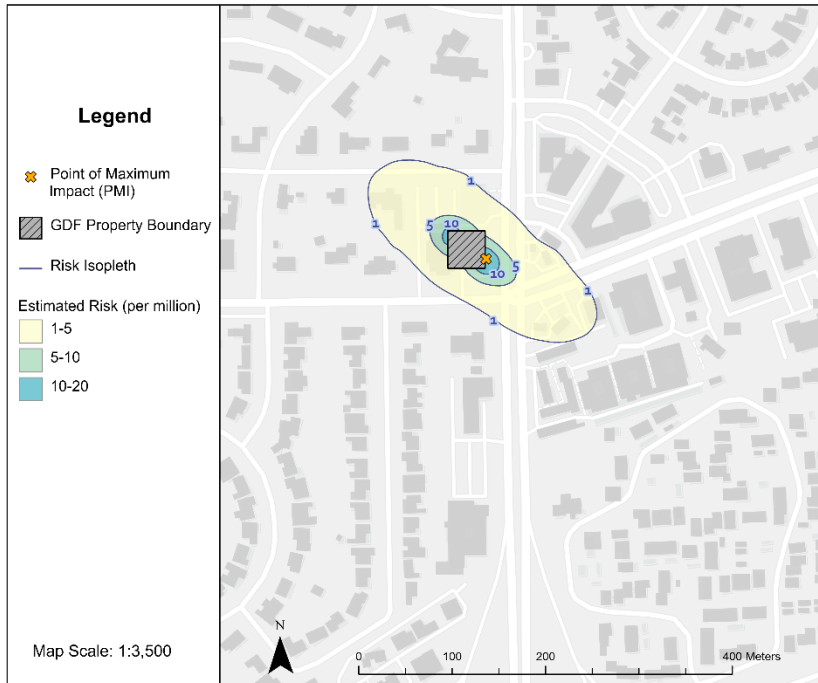 Legend
Point of Maximum
Impact (PMI)
GDF Property Boundary
Risk Isopleth
Estimated Risk (per million)
1-5
5-10
10-20
Map Scale: 1:3,500
1
1
5
10
5
10
1
1
N
0
100
200
400 Meters